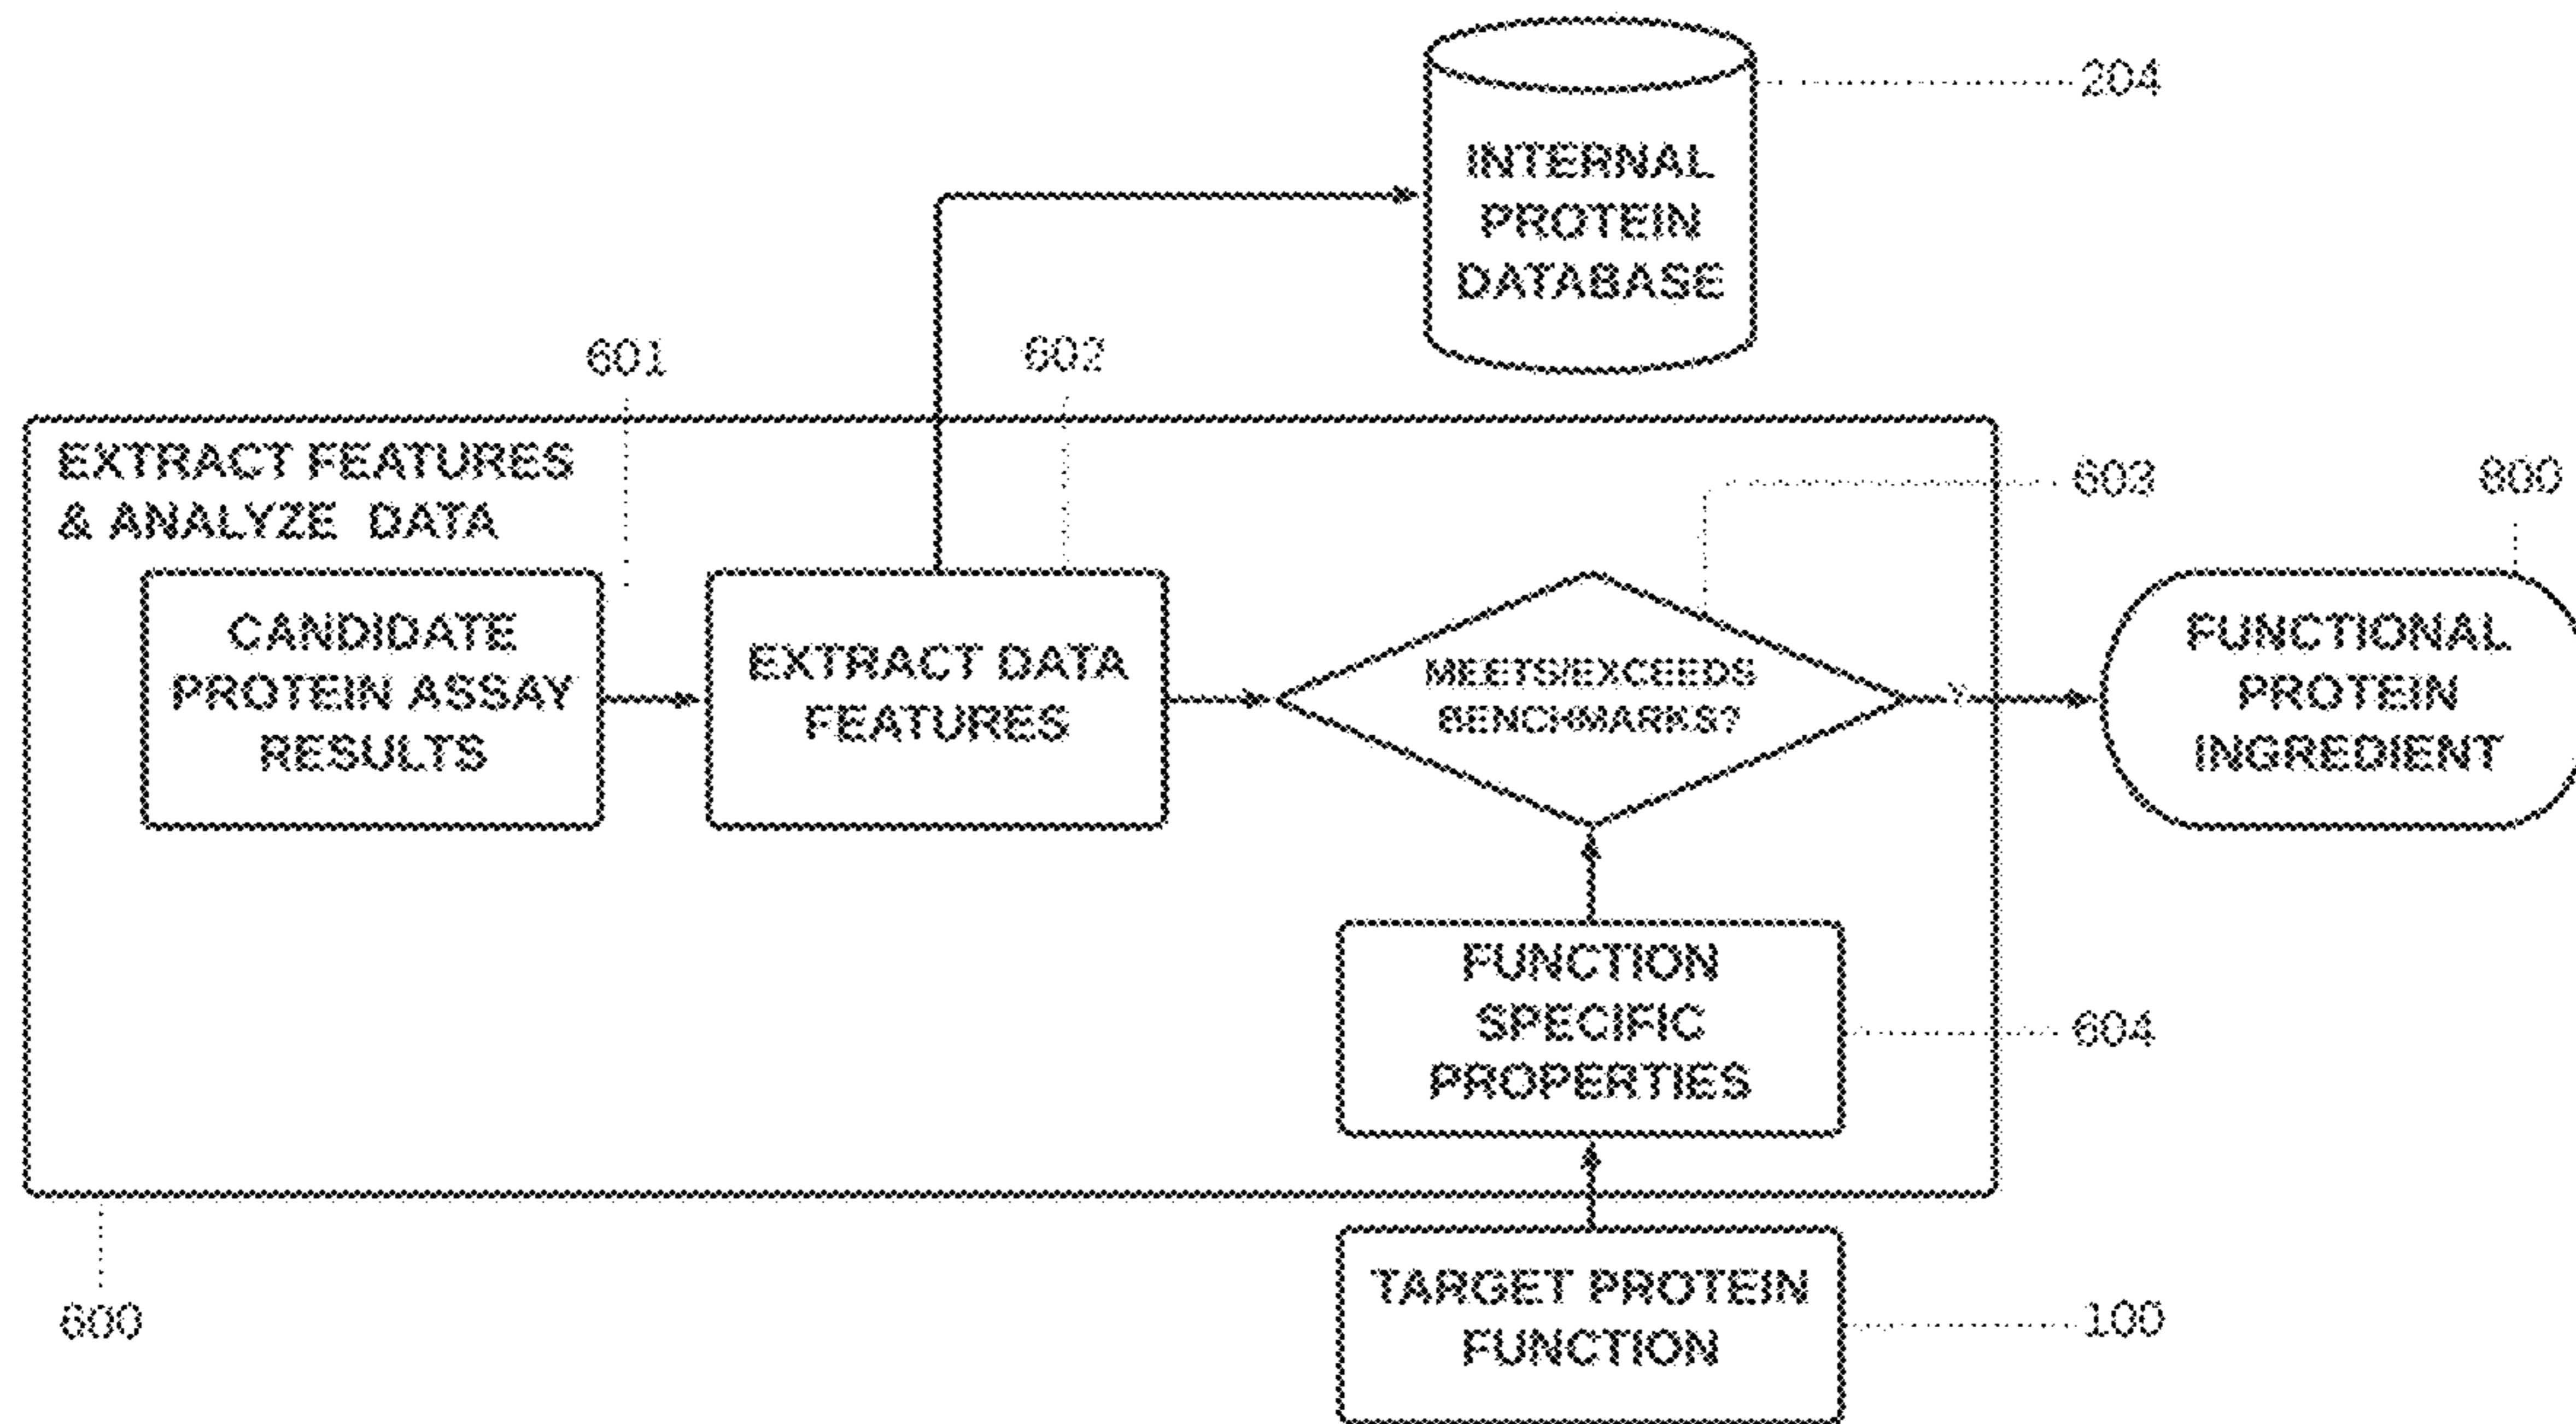 204
INTERNAL
PROTEIN
DATABASE
601
602
EXTRACT FEATURES
& ANALYZE DATA
603
800
CANDIDATE
PROTEIN ASSAY
RESULTS
EXTRACT DATA
FEATURES
MEETS/EXCEEDS
BENCHMARKS?
Y
FUNCTIONAL
PROTEIN
INGREDIENT
FUNCTION
SPECIFIC
PROPERTIES
604
600
TARGET PROTEIN
FUNCTION
100